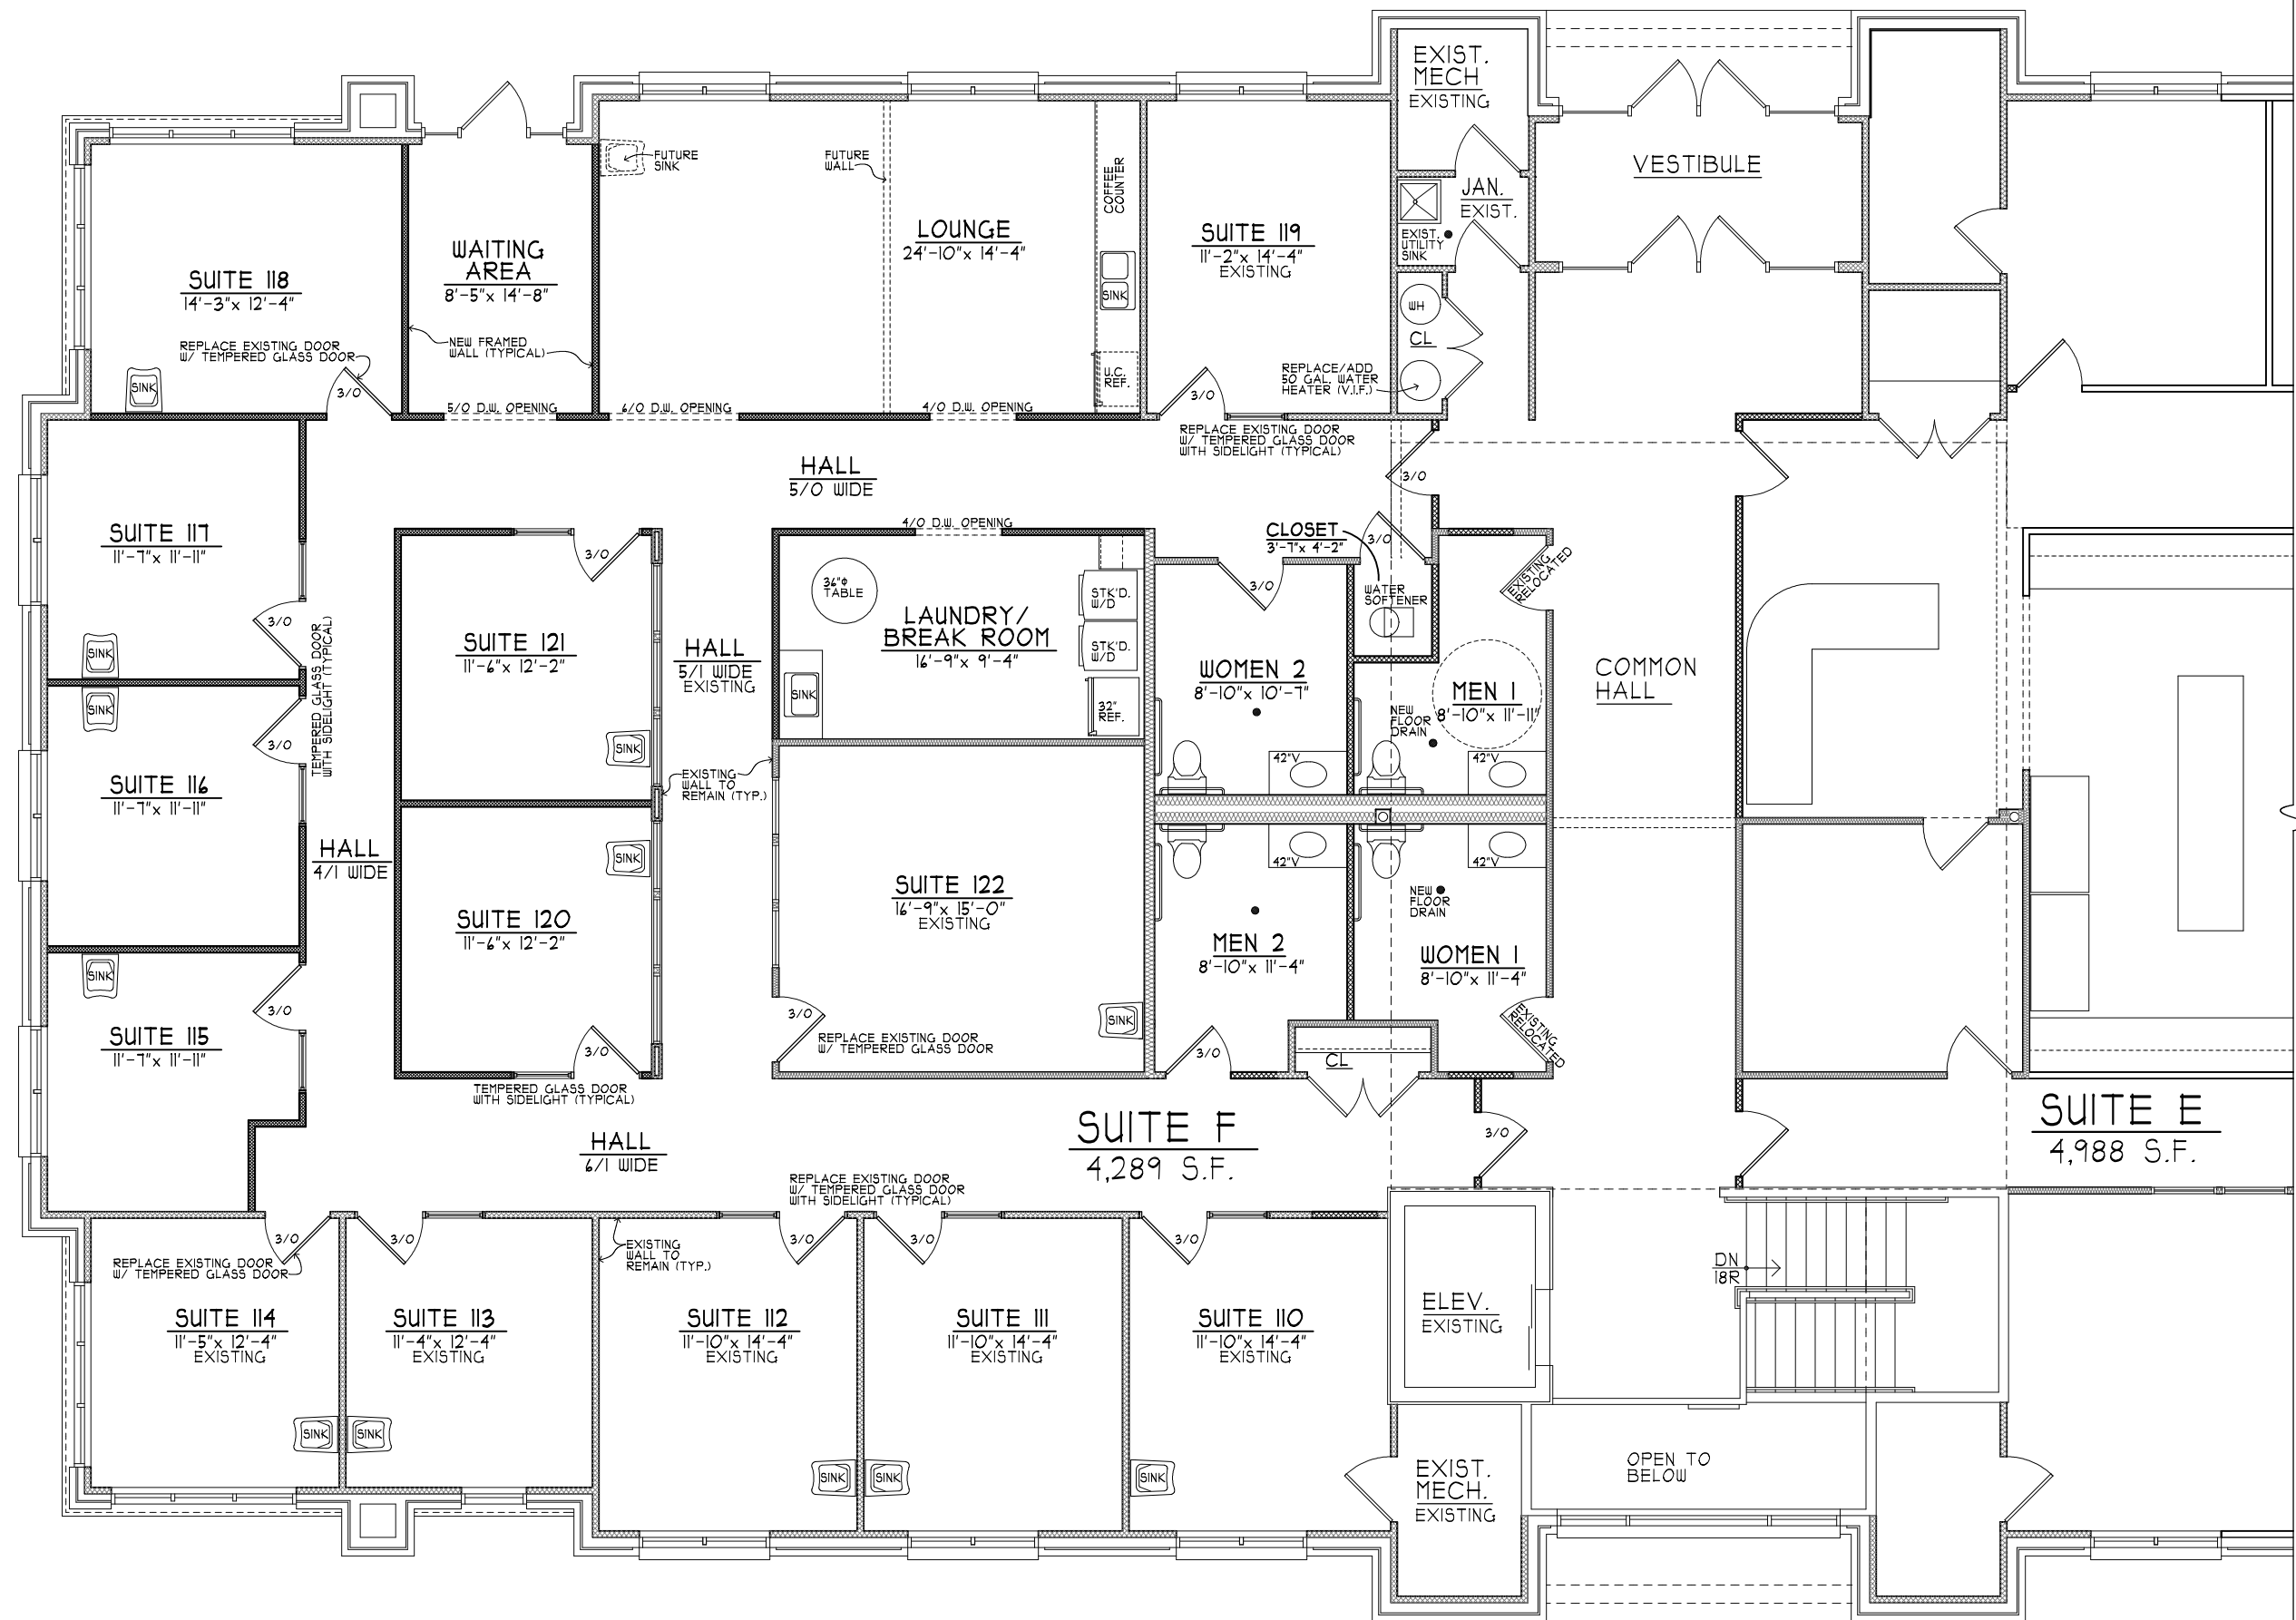 EXIST.
MECH
EXISTING
FUTURE
SINK
FUTURE
WALL
COFFEE
COUNTER
JAN.
EXIST.
VESTIBULE
EXIST.
UTILITY
SINK
SUITE 118
14'-3"x 12'-4"
WAITING
AREA
8'-5"x 14'-8"
LOUNGE
24'-10"x 14'-4"
SINK
SUITE 119
11'-2"x 14'-4"
EXISTING
WH
CL
REPLACE EXISTING DOOR
W/ TEMPERED GLASS DOOR
NEW FRAMED
WALL (TYPICAL)
U.C.
REF.
REPLACE/ADD
50 GAL. WATER
HEATER (V.I.F.)
SINK
3/0
3/0
5/0 D.W. OPENING
6/0 D.W. OPENING
4/0 D.W. OPENING
REPLACE EXISTING DOOR
W/ TEMPERED GLASS DOOR
WITH SIDELIGHT (TYPICAL)
HALL
5/0 WIDE
3/0
SUITE 117
11'-7"x 11'-11"
4/0 D.W. OPENING
CLOSET
3'-7"x 4'-2"
3/0
3/0
3/0
EXISTING
RELOCATED
36"ɸ
TABLE
STK'D.
W/D
WATER
SOFTENER
3/0
TEMPERED GLASS DOOR
WITH SIDELIGHT (TYPICAL)
SINK
SUITE 121
11'-6"x 12'-2"
HALL
5/1 WIDE
EXISTING
LAUNDRY/
BREAK ROOM
16'-9"x 9'-4"
STK'D.
W/D
WOMEN 2
8'-10"x 10'-7"
MEN 1
8'-10"x 11'-11"
COMMON
HALL
SINK
SINK
32"
REF.
NEW
FLOOR
DRAIN
3/0
SINK
42"V
42"V
SUITE 116
11'-7"x 11'-11"
EXISTING
WALL TO
REMAIN (TYP.)
HALL
4/1 WIDE
SINK
42"V
42"V
SUITE 120
11'-6"x 12'-2"
SUITE 122
16'-9"x 15'-0"
EXISTING
NEW
FLOOR
DRAIN
MEN 2
8'-10"x 11'-4"
WOMEN 1
8'-10"x 11'-4"
SINK
3/0
SUITE 115
11'-7"x 11'-11"
3/0
3/0
SINK
REPLACE EXISTING DOOR
W/ TEMPERED GLASS DOOR
3/0
CL
EXISTING
RELOCATED
TEMPERED GLASS DOOR
WITH SIDELIGHT (TYPICAL)
HALL
6/1 WIDE
SUITE F
4,289 S.F.
3/0
SUITE E
4,988 S.F.
REPLACE EXISTING DOOR
W/ TEMPERED GLASS DOOR
WITH SIDELIGHT (TYPICAL)
3/0
3/0
3/0
3/0
3/0
REPLACE EXISTING DOOR
W/ TEMPERED GLASS DOOR
EXISTING
WALL TO
REMAIN (TYP.)
DN
18R
SUITE 114
11'-5"x 12'-4"
EXISTING
SUITE 113
11'-4"x 12'-4"
EXISTING
SUITE 112
11'-10"x 14'-4"
EXISTING
SUITE 111
11'-10"x 14'-4"
EXISTING
SUITE 110
11'-10"x 14'-4"
EXISTING
ELEV.
EXISTING
SINK
SINK
SINK
SINK
SINK
EXIST.
MECH.
EXISTING
OPEN TO
BELOW